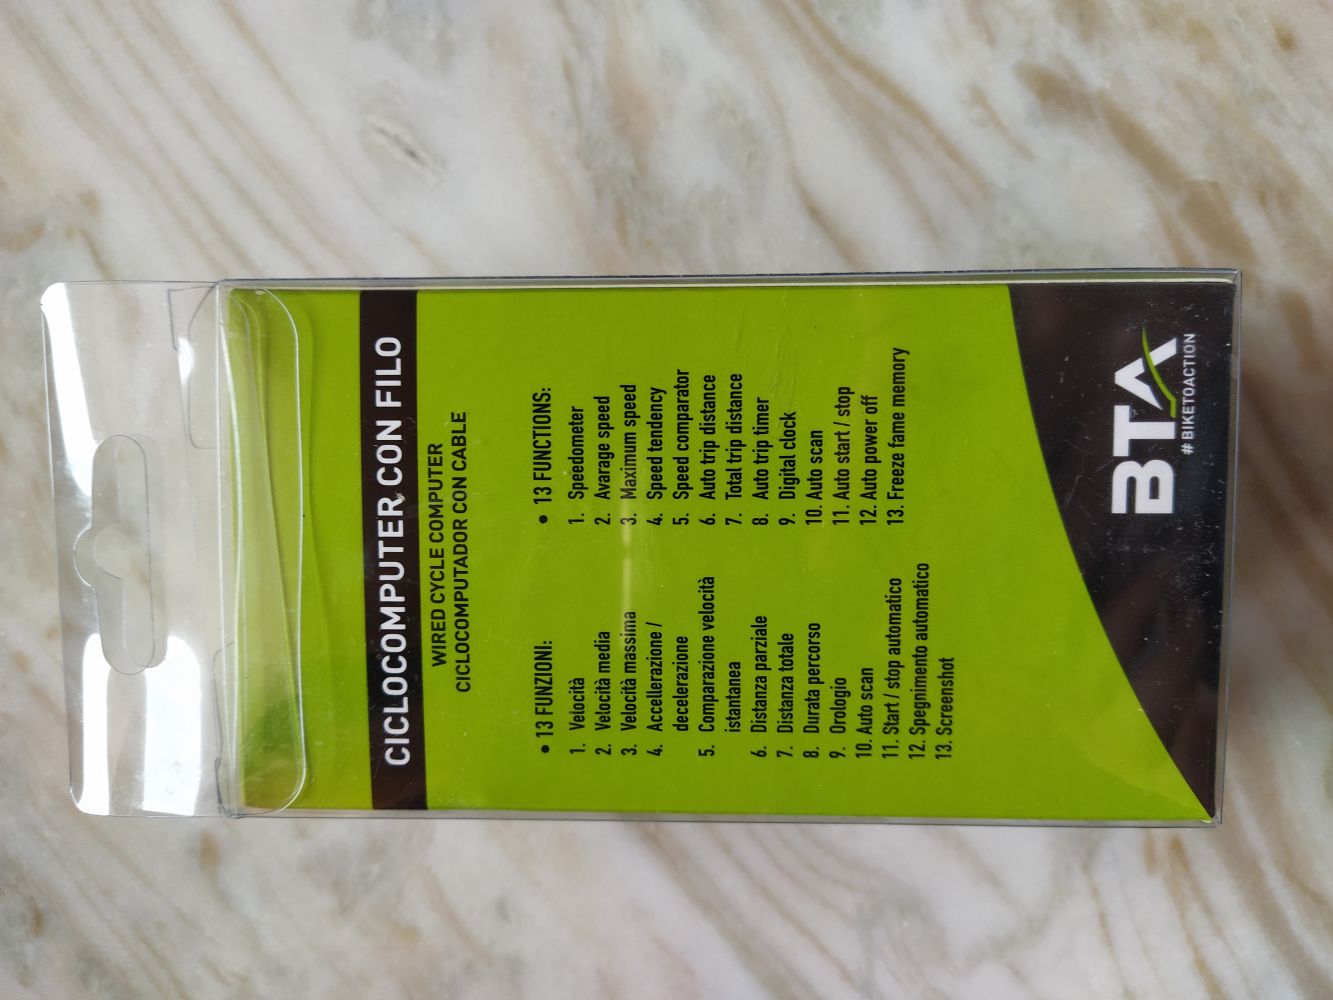 CICLOCOMPUTER CON FILO
WIRED CYCLE COMPUTER
CICLOCOMPUTADOR CON CABLE
• 13 FUNZIONI:
1. Velocità
2. Velocità media
3. Velocità massima
4. Accellerazione /
decelerazione
5. Comparazione velocità
istantanea
6. Distanza parziale
7. Distanza totale
8. Durata percorso
9. Orologio
10. Auto scan
11. Start / stop automatico
12. Spegnimento automatico
13. Screenshot
• 13 FUNCTIONS:
1. Speedometer
2. Avarage speed
3. Maximum speed
4. Speed tendency
5. Speed comparator
6. Auto trip distance
7. Total trip distance
8. Auto trip timer
9. Digital clock
10. Auto scan
11. Auto start / stop
12. Auto power off
13. Freeze fame memory
BTA
#BIKETOACTION